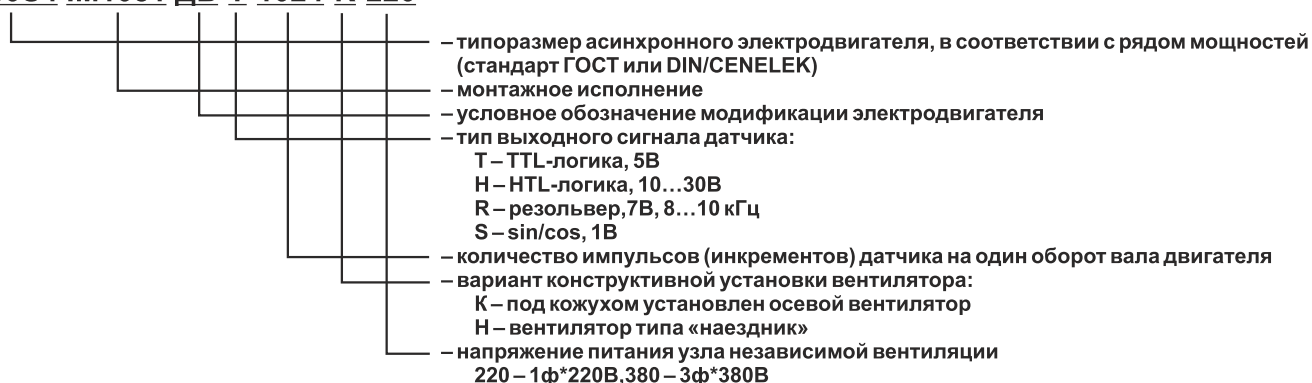 – типоразмер асинхронного электродвигателя, в соответствии с рядом мощностей
(стандарт ГОСТ или DIN/CENELEK)
– монтажное исполнение
– условное обозначение модификации электродвигателя
– тип выходного сигнала датчика:
T – TTL-логика, 5В
H – HTL-логика, 10...30В
R – резольвер,7В, 8...10 кГц
S – sin/cos, 1В
– количество импульсов (инкрементов) датчика на один оборот вала двигателя
– вариант конструктивной установки вентилятора:
К – под кожухом установлен осевой вентилятор
Н – вентилятор типа «наездник»
– напряжение питания узла независимой вентиляции
220 – 1ф*220В,380 – 3ф*380В